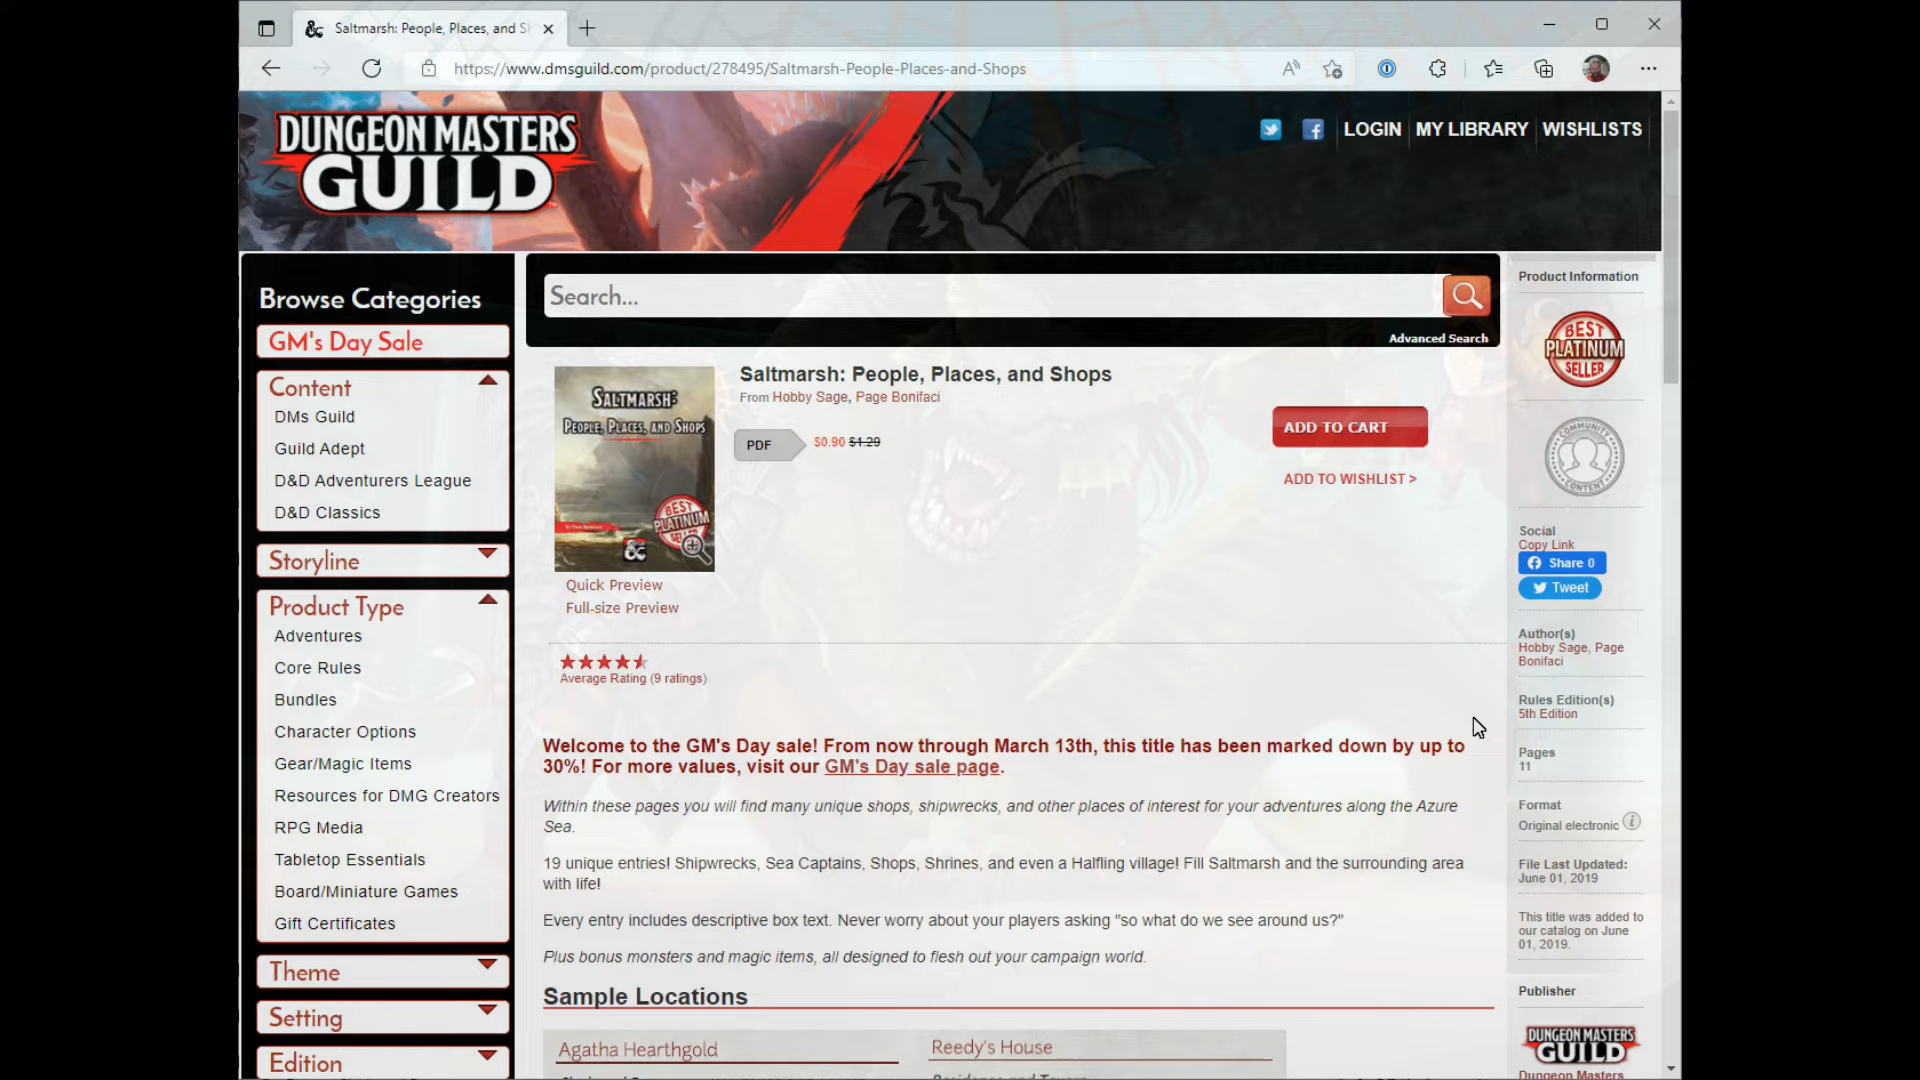 Saltmarsh: People, Places, and Sh
https://www.dmsguild.com/product/278495/Saltmarsh-People-Places-and-Shops
DUNGEON MASTERS
GUILD
LOGIN
MY LIBRARY
WISHLISTS
Browse Categories
GM's Day Sale
Content
DMs Guild
Guild Adept
D&D Adventurers League
D&D Classics
Storyline
Product Type
Adventures
Core Rules
Bundles
Character Options
Gear/Magic Items
Resources for DMG Creators
RPG Media
Tabletop Essentials
Board/Miniature Games
Gift Certificates
Theme
Setting
Edition
Search...
Advanced Search
SALTMARSH:
PEOPLE, PLACES, AND SHOPS
BEST
PLATINUM
Quick Preview
Full-size Preview
Saltmarsh: People, Places, and Shops
From Hobby Sage, Page Bonifaci
PDF
$0.90 $1.29
ADD TO CART
ADD TO WISHLIST >
Average Rating (9 ratings)
Welcome to the GM's Day sale! From now through March 13th, this title has been marked down by up to
30%! For more values, visit our GM's Day sale page.
Within these pages you will find many unique shops, shipwrecks, and other places of interest for your adventures along the Azure
Sea.
19 unique entries! Shipwrecks, Sea Captains, Shops, Shrines, and even a Halfling village! Fill Saltmarsh and the surrounding area
with life!
Every entry includes descriptive box text. Never worry about your players asking "so what do we see around us?"
Plus bonus monsters and magic items, all designed to flesh out your campaign world.
Sample Locations
Agatha Hearthgold
Reedy's House
Product Information
BEST
PLATINUM
SELLER
COMMUNITY
CONTENT
Social
Copy Link
Share 0
Tweet
Author(s)
Hobby Sage, Page
Bonifaci
Rules Edition(s)
5th Edition
Pages
11
Format
Original electronic
File Last Updated:
June 01, 2019
This title was added to
our catalog on June
01, 2019.
Publisher
DUNGEON MASTERS
GUILD
Dungeon Masters